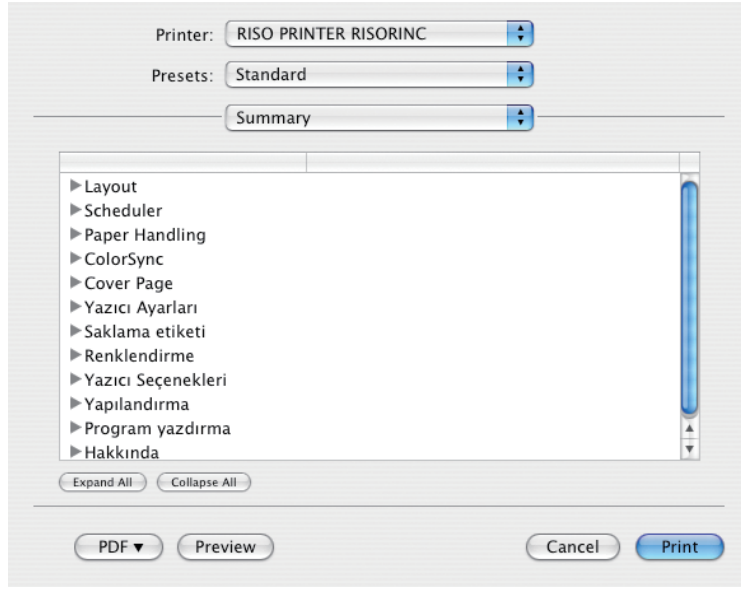 Printer: RISO PRINTER RISORINC
Presets: Standard
Summary
Layout
Scheduler
Paper Handling
ColorSync
Cover Page
Yazıcı Ayarları
Saklama etiketi
Renklendirme
Yazıcı Seçenekleri
Yapılandırma
Program yazdırma
Hakkında
Expand All Collapse All
PDF Preview Cancel Print